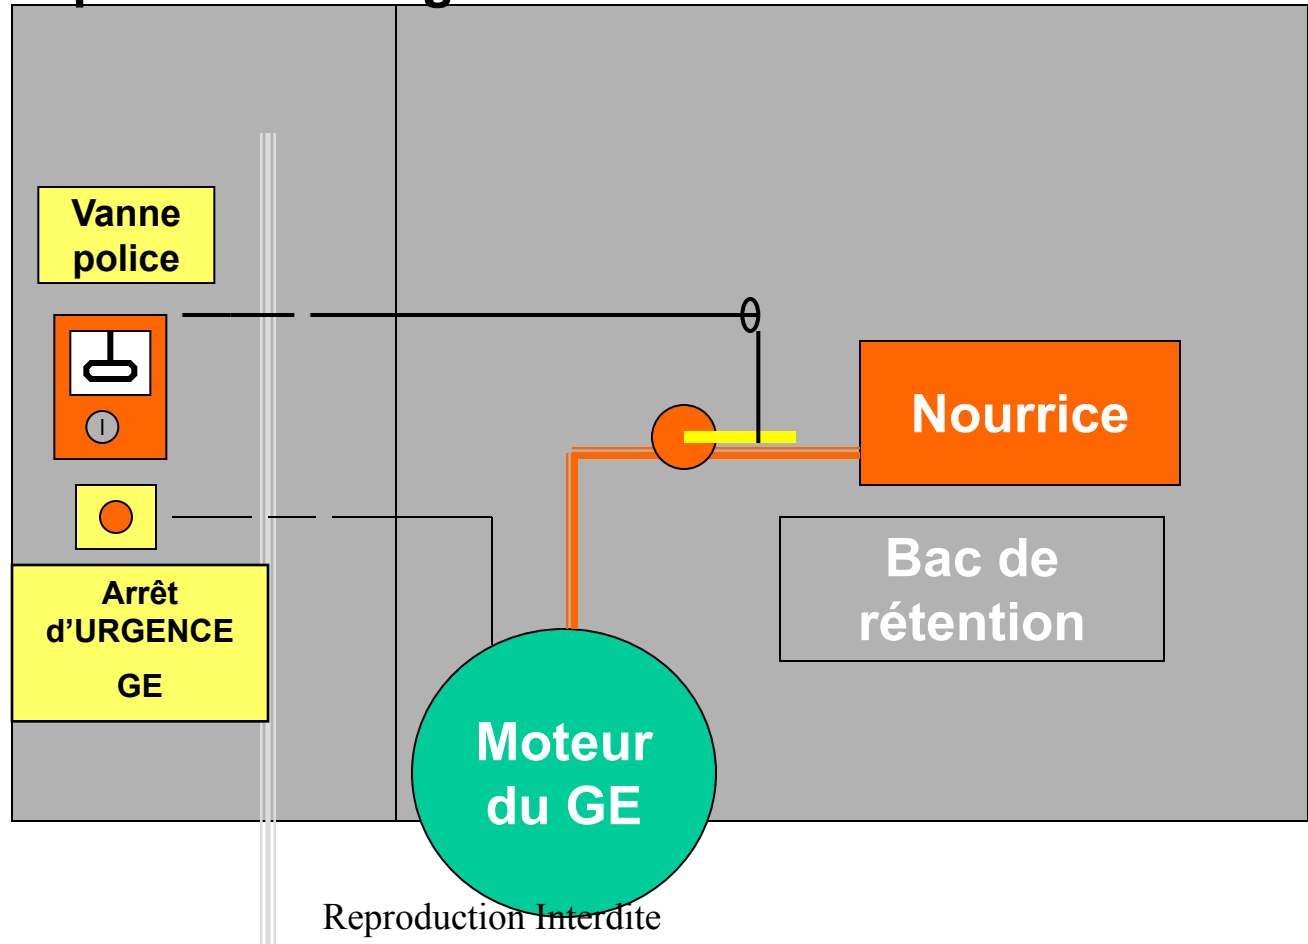 Vanne
police
Nourrice
Bac de
rétention
Arrêt
d'URGENCE
GE
Moteur
du GE
Reproduction Interdite